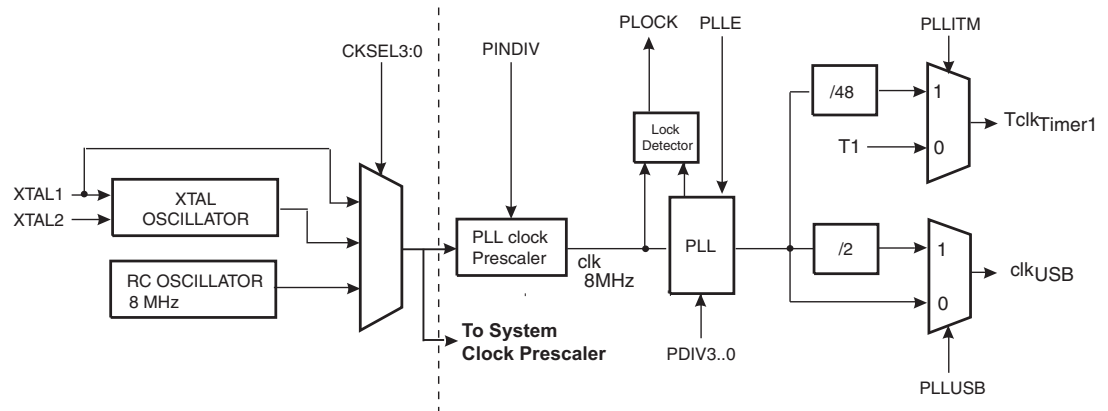 PLOCK
PLLE
PLLITM
CKSEL3:0
PINDIV
/48
1
Lock
Detector
T1
0
TclkTimer1
XTAL1
XTAL2
XTAL
OSCILLATOR
PLL clock
Prescaler
clk
8MHz
PLL
/2
1
0
clkUSB
RC OSCILLATOR
8 MHz
To System
Clock Prescaler
PDIV3..0
PLLUSB